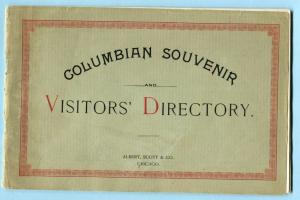 COLUMBIAN SOUVENIR
AND
VISITORS' DIRECTORY.
ALBERT, SCOTT & CO.
CHICAGO.